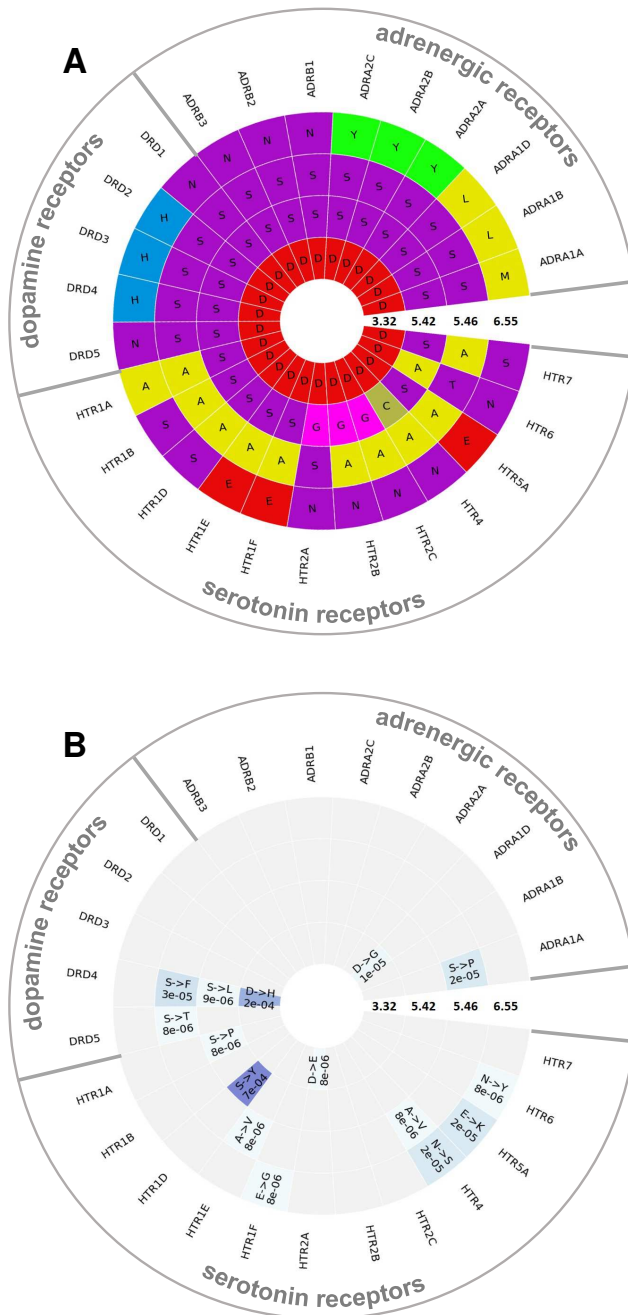 A
adrenergic receptors
dopamine receptors
serotonin receptors
ADRB3
ADRB2
ADRB1
ADRA2C
ADRA2B
ADRA2A
ADRA1D
ADRA1B
ADRA1A
HTR7
HTR6
HTR5A
HTR4
HTR2C
HTR2B
HTR2A
HTR1F
HTR1E
HTR1D
HTR1B
HTR1A
DRD5
DRD4
DRD3
DRD2
DRD1
3.32 5.42 5.46 6.55
N N N N Y Y Y L L M
S N E N N N N E E S S A
N H H H
S S S S S S S S S S
A T A A A A S A A A A A
S S S S
S S S S S S S S S S
S A S C G G G S S S S S
S S S S
D D D D D D D D D D
D D D D D D D D D D D D
D D D D
B
adrenergic receptors
dopamine receptors
serotonin receptors
ADRB3
ADRB2
ADRB1
ADRA2C
ADRA2B
ADRA2A
ADRA1D
ADRA1B
ADRA1A
HTR7
HTR6
HTR5A
HTR4
HTR2C
HTR2B
HTR2A
HTR1F
HTR1E
HTR1D
HTR1B
HTR1A
DRD5
DRD4
DRD3
DRD2
DRD1
3.32 5.42 5.46 6.55
D->G
1e-05
S->P
2e-05
S->F
3e-05
S->L
9e-06
D->H
2e-04
S->T
8e-06
S->P
8e-06
S->Y
7e-04
D->E
8e-06
A->V
8e-06
E->G
8e-06
A->V
8e-06
N->S
2e-05
E->K
2e-05
N->Y
8e-06